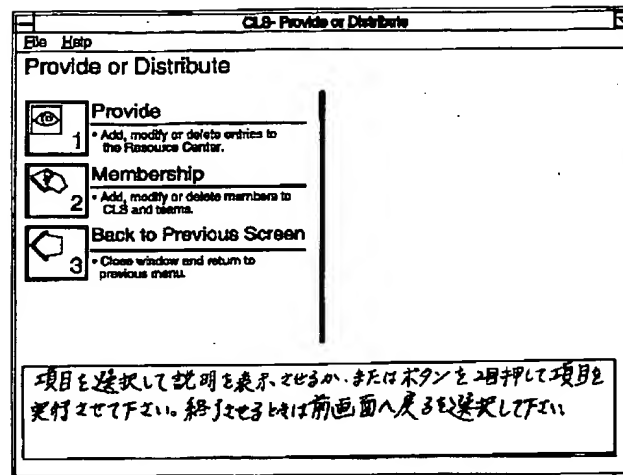 CLS- Provide or Distribute
File Help
Provide or Distribute
Provide
1
• Add, modify or delete entries to
the Resource Center.
Membership
2
• Add, modify or delete members to
CLS and teams.
Back to Previous Screen
3
• Close window and return to
previous menu.
項目を選択して説明を表示させるか、またはボタンを2回押して項目を
実行させて下さい。終了させるときは前画面へ戻るを選択して下さい